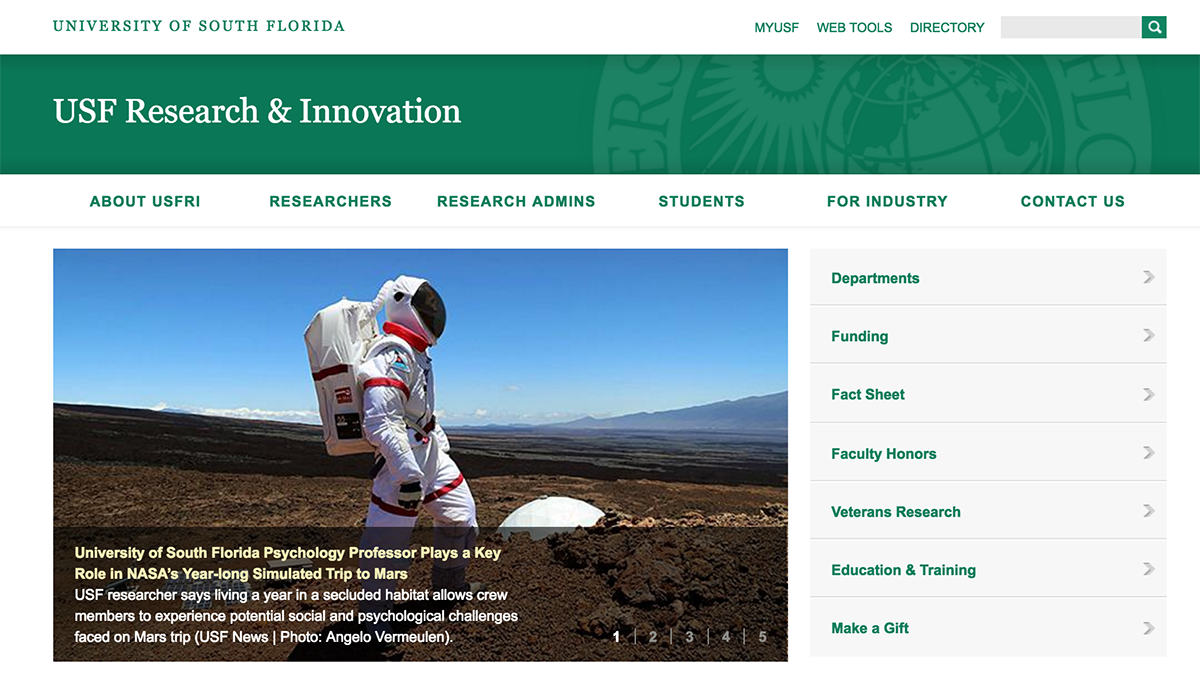 UNIVERSITY OF SOUTH FLORIDA
MYUSF WEB TOOLS DIRECTORY
USF Research & Innovation
ERS
FLO
ABOUT USFRI RESEARCHERS RESEARCH ADMINS STUDENTS FOR INDUSTRY CONTACT US
University of South Florida Psychology Professor Plays a Key
Role in NASA’s Year-long Simulated Trip to Mars
USF researcher says living a year in a secluded habitat allows crew
members to experience potential social and psychological challenges
faced on Mars trip (USF News | Photo: Angelo Vermeulen).
1 | 2 | 3 | 4 | 5
Departments
Funding
Fact Sheet
Faculty Honors
Veterans Research
Education & Training
Make a Gift